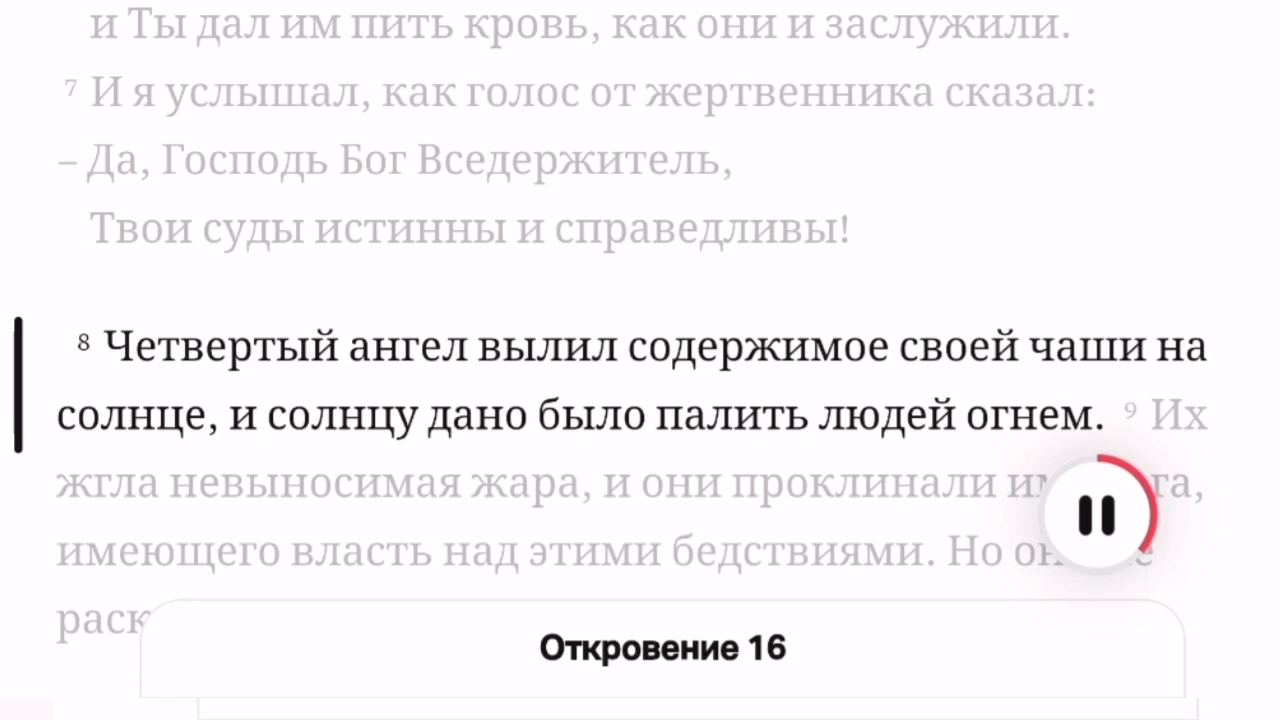 и Ты дал им пить кровь, как они и заслужили.
7 И я услышал, как голос от жертвенника сказал:
– Да, Господь Бог Вседержитель,
Твои суды истинны и справедливы!
8 Четвертый ангел вылил содержимое своей чаши на
солнце, и солнцу дано было палить людей огнем. 9 Их
жгла невыносимая жара, и они проклинали
имеющего власть над этими бедствиями. Но
Откровение 16